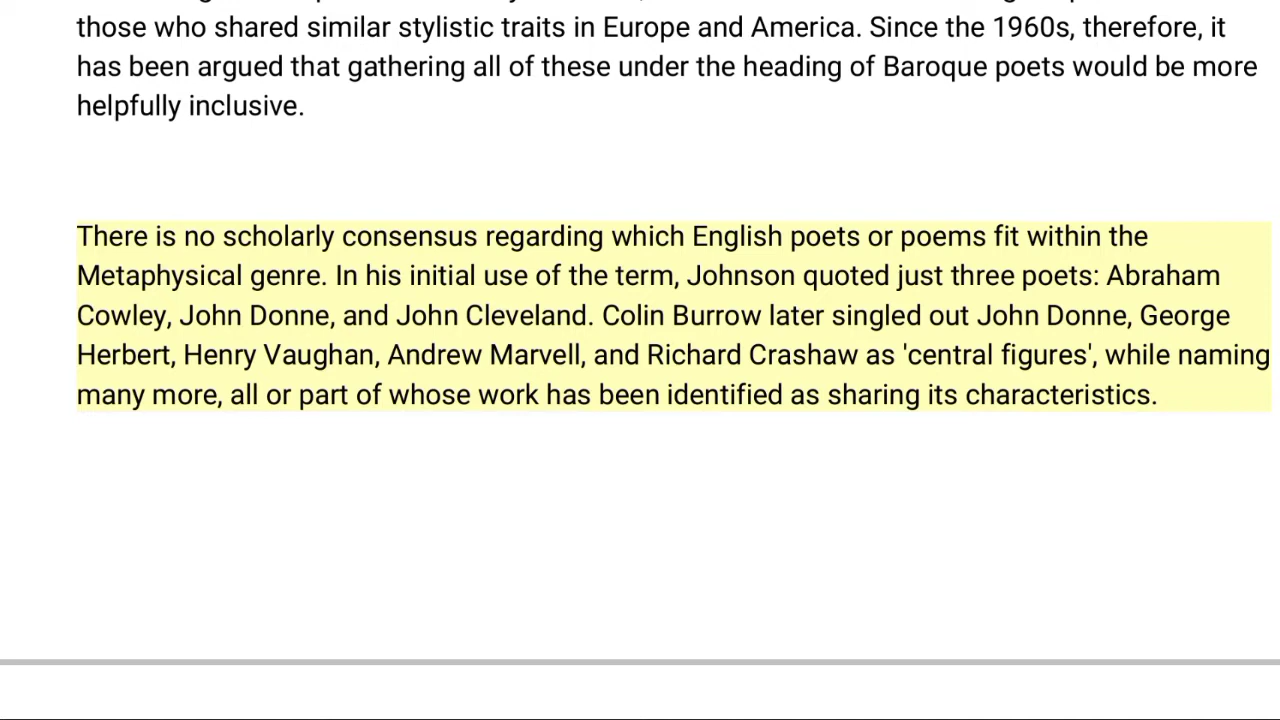 those who shared similar stylistic traits in Europe and America. Since the 1960s, therefore, it
has been argued that gathering all of these under the heading of Baroque poets would be more
helpfully inclusive.
There is no scholarly consensus regarding which English poets or poems fit within the
Metaphysical genre. In his initial use of the term, Johnson quoted just three poets: Abraham
Cowley, John Donne, and John Cleveland. Colin Burrow later singled out John Donne, George
Herbert, Henry Vaughan, Andrew Marvell, and Richard Crashaw as 'central figures', while naming
many more, all or part of whose work has been identified as sharing its characteristics.